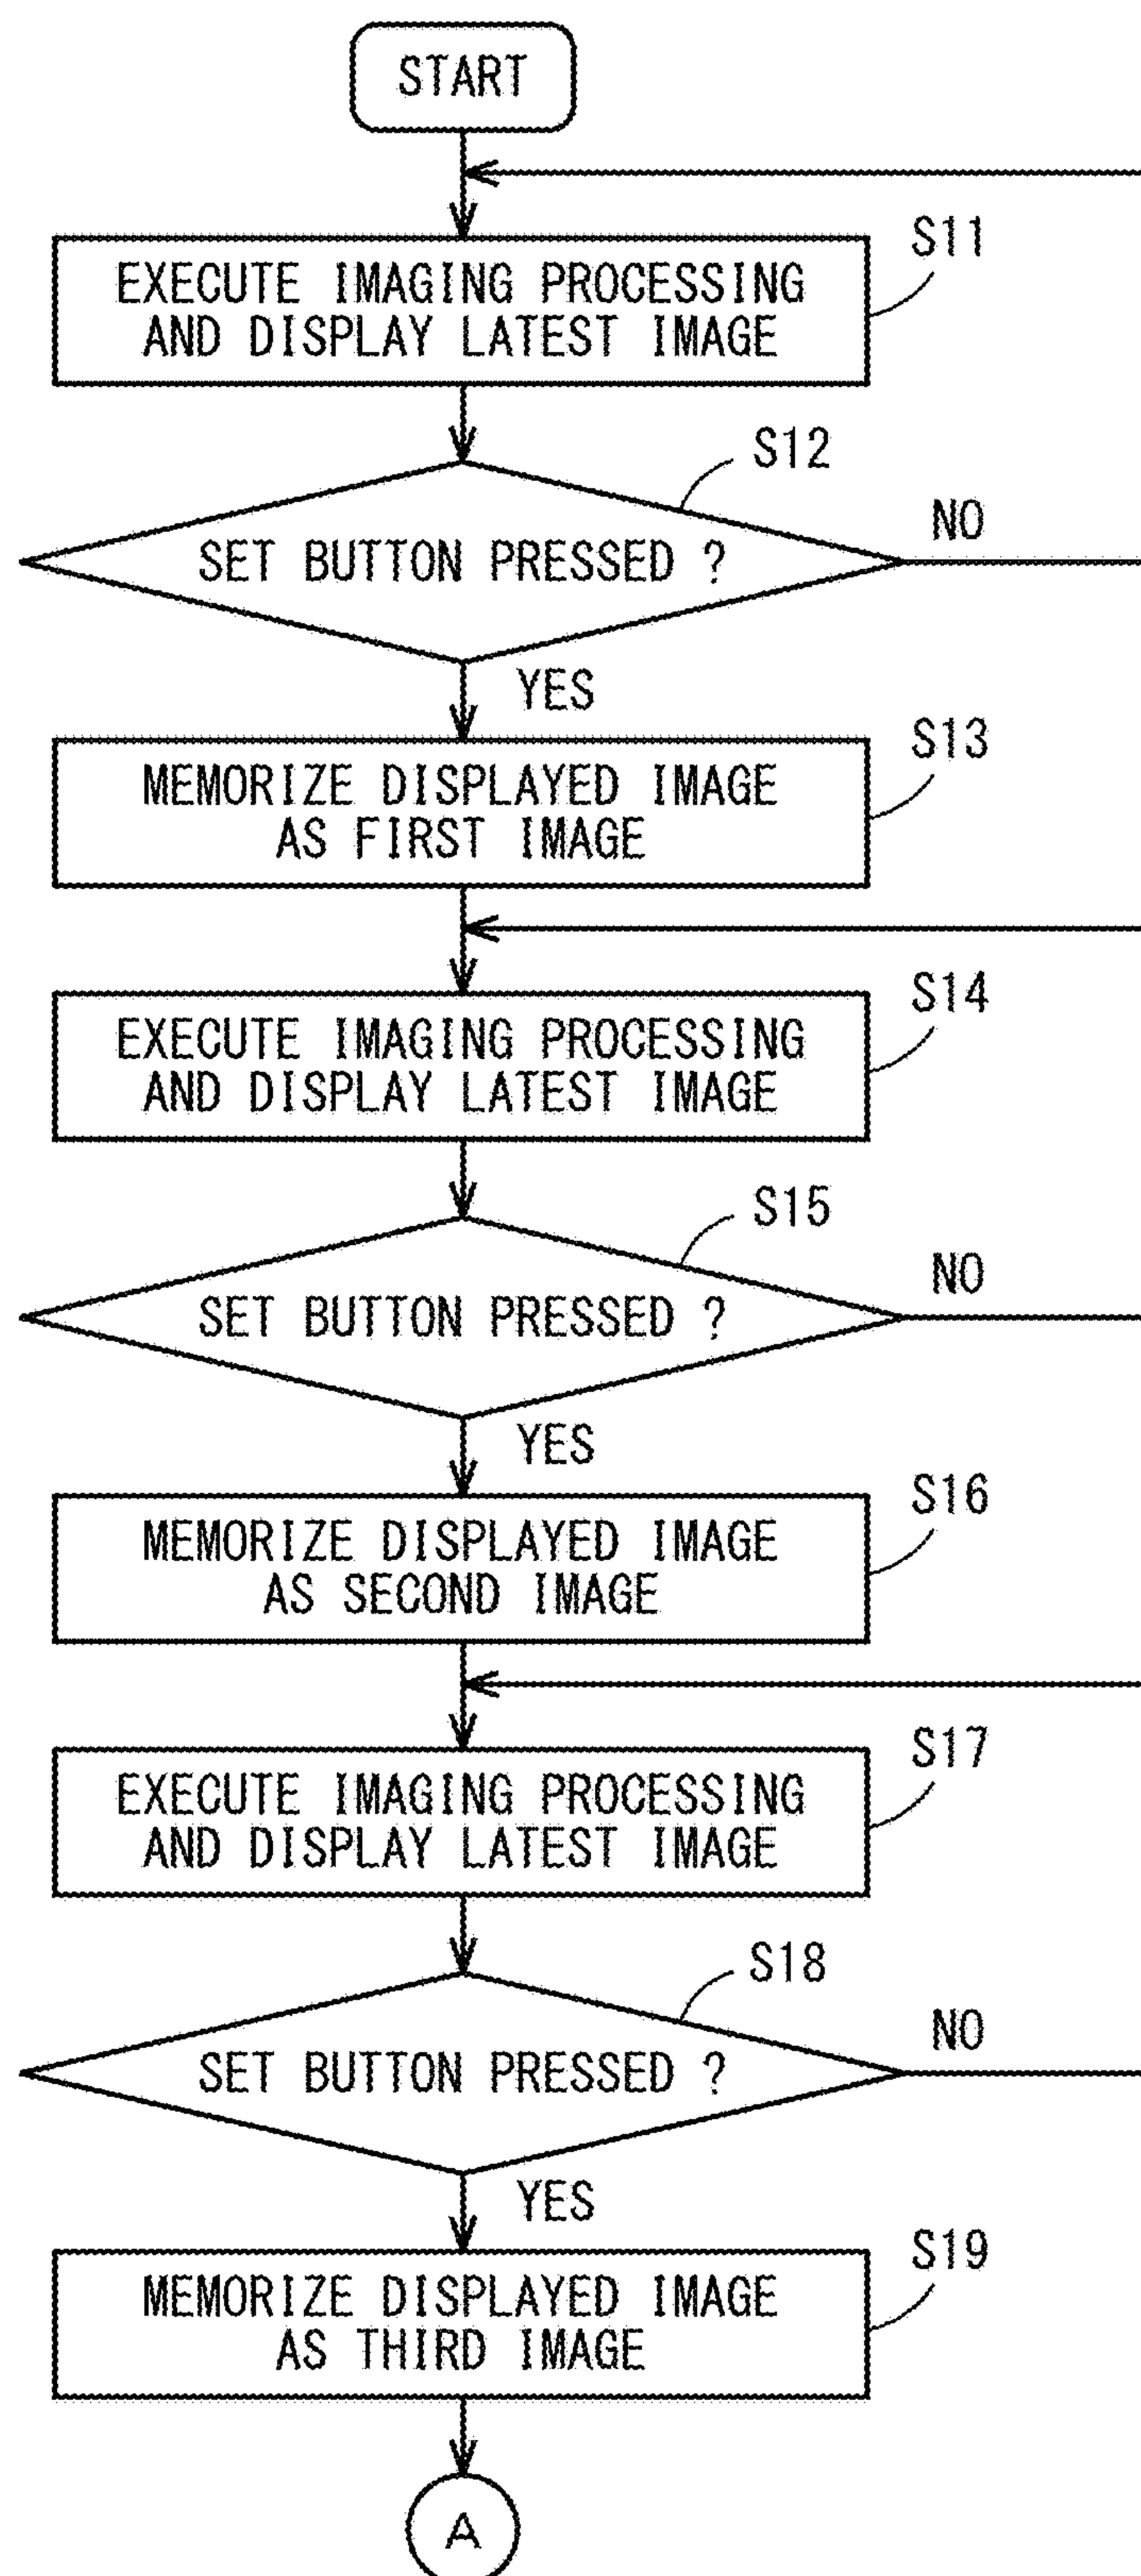 START
S11
EXECUTE IMAGING PROCESSING
AND DISPLAY LATEST IMAGE
S12
SET BUTTON PRESSED ?
NO
YES
S13
MEMORIZE DISPLAYED IMAGE
AS FIRST IMAGE
S14
EXECUTE IMAGING PROCESSING
AND DISPLAY LATEST IMAGE
S15
SET BUTTON PRESSED ?
NO
YES
S16
MEMORIZE DISPLAYED IMAGE
AS SECOND IMAGE
S17
EXECUTE IMAGING PROCESSING
AND DISPLAY LATEST IMAGE
S18
SET BUTTON PRESSED ?
NO
YES
S19
MEMORIZE DISPLAYED IMAGE
AS THIRD IMAGE
A